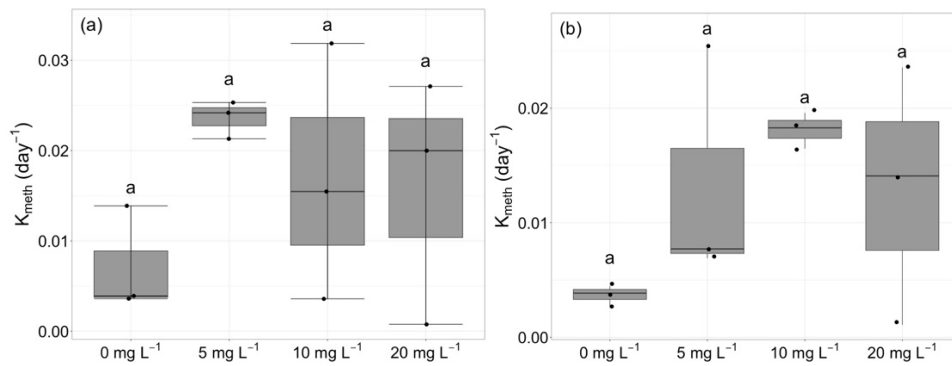 (a)
K_meth (day⁻¹)
0.03
0.02
0.01
0.00
a
a
a
a
0 mg L⁻¹
5 mg L⁻¹
10 mg L⁻¹
20 mg L⁻¹
(b)
K_meth (day⁻¹)
0.02
0.01
0.00
a
a
a
a
0 mg L⁻¹
5 mg L⁻¹
10 mg L⁻¹
20 mg L⁻¹